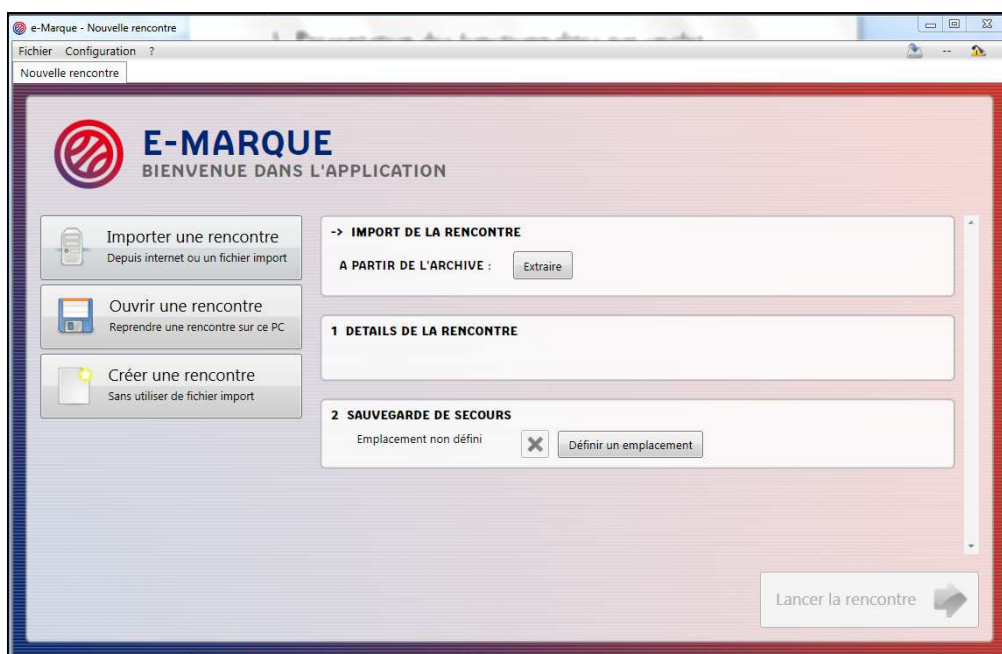 e-Marque - Nouvelle rencontre
Fichier Configuration ?
--
Nouvelle rencontre
E-MARQUE
BIENVENUE DANS L'APPLICATION
Importer une rencontre
Depuis internet ou un fichier import
Ouvrir une rencontre
Reprendre une rencontre sur ce PC
Créer une rencontre
Sans utiliser de fichier import
-> IMPORT DE LA RENCONTRE
A PARTIR DE L'ARCHIVE : Extraire
1 DETAILS DE LA RENCONTRE
2 SAUVEGARDE DE SECOURS
Emplacement non défini Définir un emplacement
Lancer la rencontre